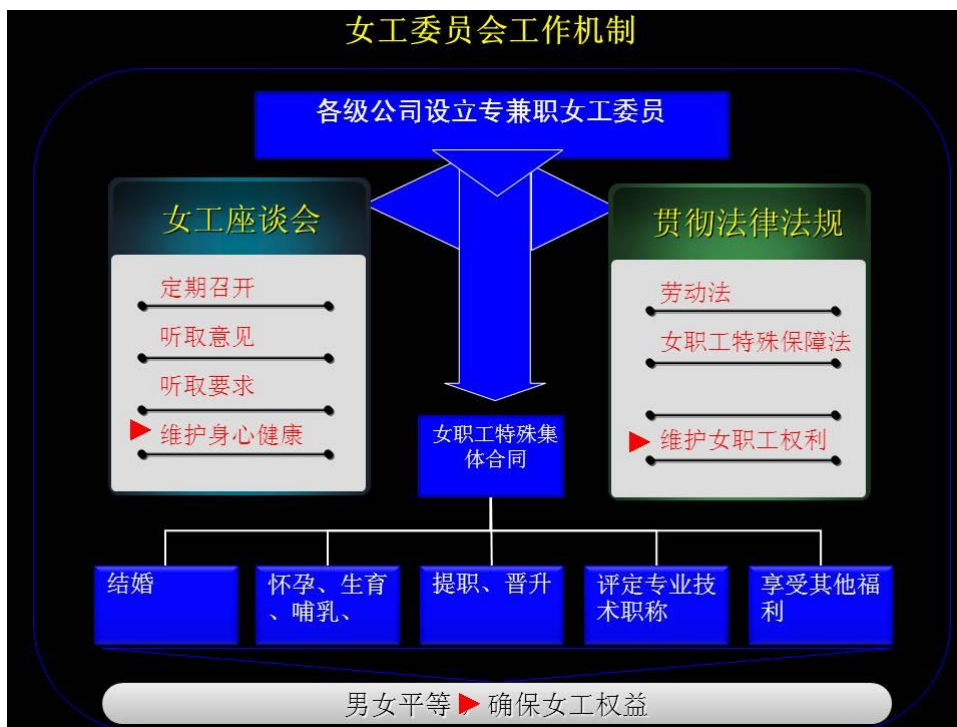 女工委员会工作机制
各级公司设立专兼职女工委员
女工座谈会
定期召开
听取意见
听取要求
维护身心健康
贯彻法律法规
劳动法
女职工特殊保障法
维护女职工权利
女职工特殊集
体合同
结婚
怀孕、生育
、哺乳、
提职、晋升
评定专业技
术职称
享受其他福
利
男女平等 确保女工权益